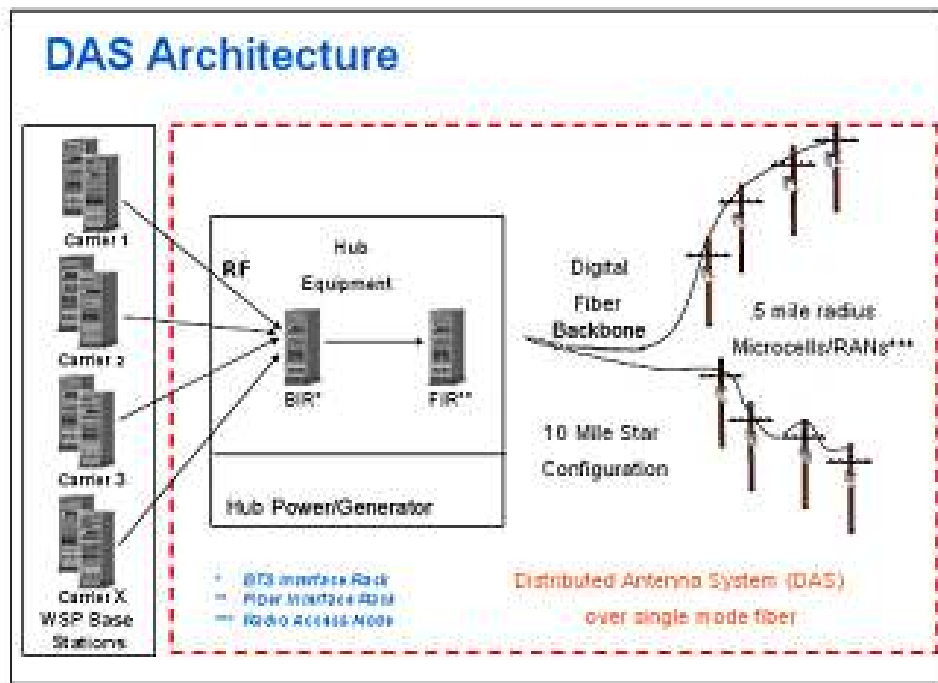 DAS Architecture
Carrier 1
Carrier 2
Carrier 3
Carrier X
WSP Base
Stations
RF
Hub
Equipment
BIR*
FIR**
Hub Power/Generator
Digital
Fiber
Backbone
.5 mile radius
Microcells/RANs***
10 Mile Star
Configuration
* BTS Interface Rack
** Fiber Interface Rack
*** Radio Access Node
Distributed Antenna System (DAS)
over single mode fiber